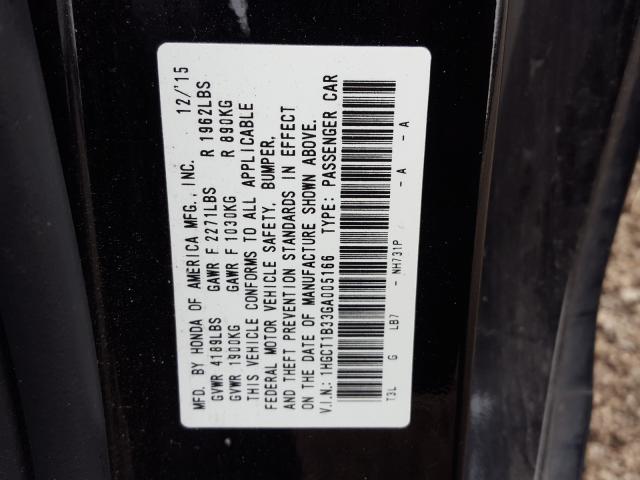 MFD. BY HONDA OF AMERICA MFG., INC. 12/'15
GVWR 4189LBS GAWR F 2271LBS R 1962LBS
GVWR 1900KG GAWR F 1030KG R 890KG
THIS VEHICLE CONFORMS TO ALL APPLICABLE
FEDERAL MOTOR VEHICLE SAFETY, BUMPER,
AND THEFT PREVENTION STANDARDS IN EFFECT
ON THE DATE OF MANUFACTURE SHOWN ABOVE.
V.I.N.: 1HGCT1B33GA005166 TYPE: PASSENGER CAR
T3L G LB7 - NH731P - A - A